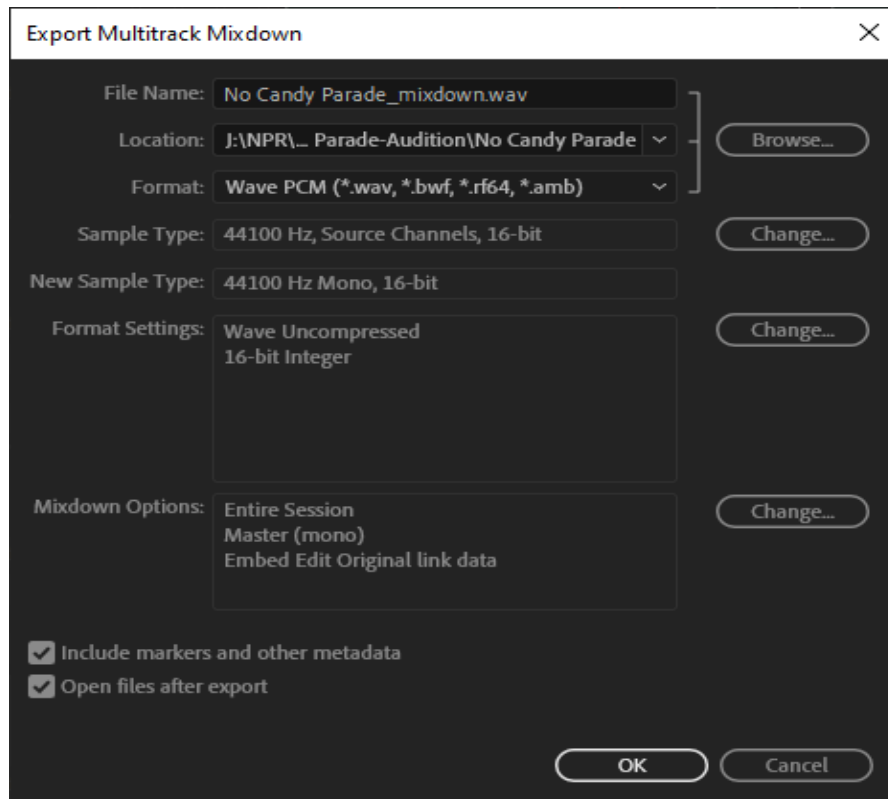 Export Multitrack Mixdown
File Name: No Candy Parade_mixdown.wav
Location: J:\NPR\... Parade-Audition\No Candy Parade Browse...
Format: Wave PCM (*.wav, *.bwf, *.rf64, *.amb)
Sample Type: 44100 Hz, Source Channels, 16-bit Change...
New Sample Type: 44100 Hz Mono, 16-bit
Format Settings: Wave Uncompressed Change...
16-bit Integer
Mixdown Options: Entire Session Change...
Master (mono)
Embed Edit Original link data
Include markers and other metadata
Open files after export
OK Cancel